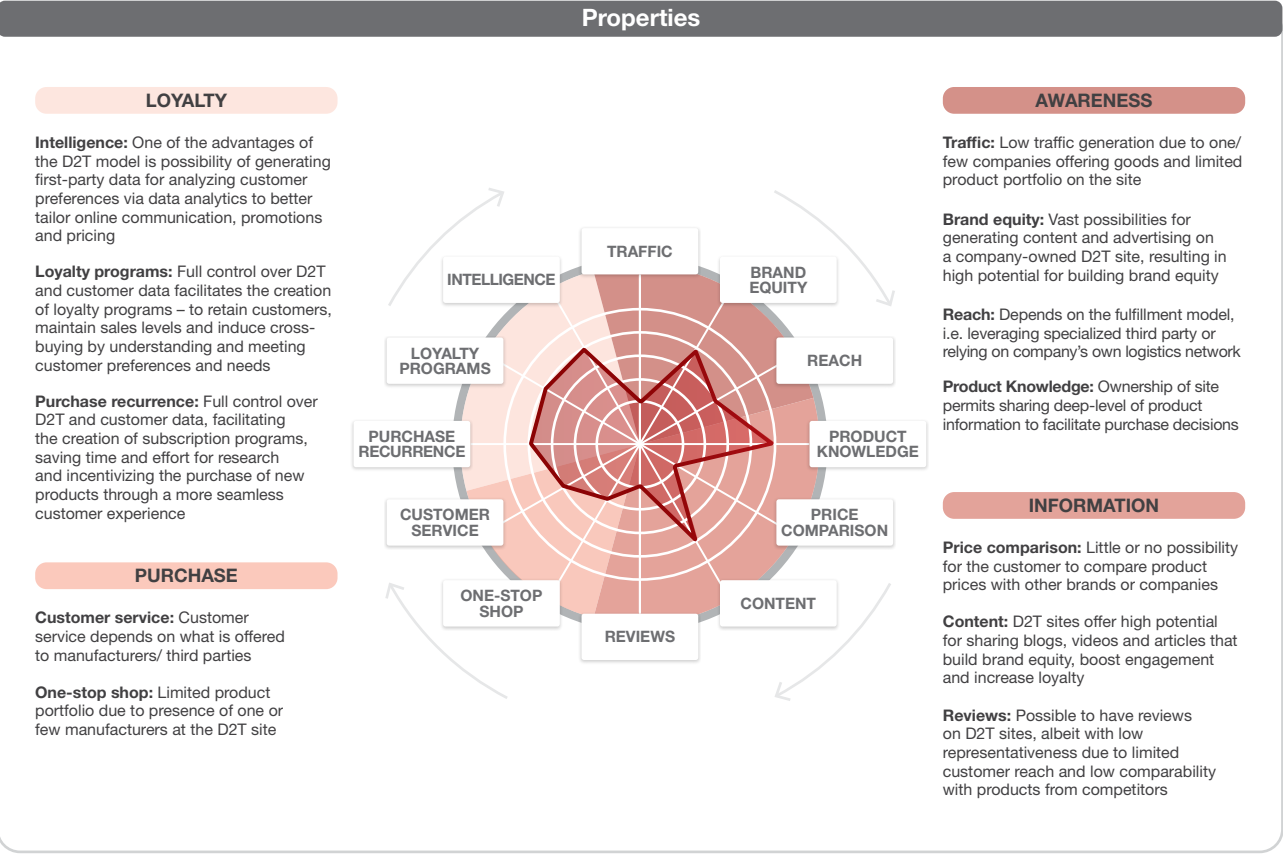 Properties
LOYALTY
Intelligence: One of the advantages of
the D2T model is possibility of generating
first-party data for analyzing customer
preferences via data analytics to better
tailor online communication, promotions
and pricing
Loyalty programs: Full control over D2T
and customer data facilitates the creation
of loyalty programs – to retain customers,
maintain sales levels and induce cross-
buying by understanding and meeting
customer preferences and needs
Purchase recurrence: Full control over
D2T and customer data, facilitating
the creation of subscription programs,
saving time and effort for research
and incentivizing the purchase of new
products through a more seamless
customer experience
PURCHASE
Customer service: Customer
service depends on what is offered
to manufacturers/ third parties
One-stop shop: Limited product
portfolio due to presence of one or
few manufacturers at the D2T site
TRAFFIC
BRAND
EQUITY
REACH
PRODUCT
KNOWLEDGE
PRICE
COMPARISON
CONTENT
REVIEWS
ONE-STOP
SHOP
CUSTOMER
SERVICE
PURCHASE
RECURRENCE
LOYALTY
PROGRAMS
INTELLIGENCE
AWARENESS
Traffic: Low traffic generation due to one/
few companies offering goods and limited
product portfolio on the site
Brand equity: Vast possibilities for
generating content and advertising on
a company-owned D2T site, resulting in
high potential for building brand equity
Reach: Depends on the fulfillment model,
i.e. leveraging specialized third party or
relying on company’s own logistics network
Product Knowledge: Ownership of site
permits sharing deep-level of product
information to facilitate purchase decisions
INFORMATION
Price comparison: Little or no possibility
for the customer to compare product
prices with other brands or companies
Content: D2T sites offer high potential
for sharing blogs, videos and articles that
build brand equity, boost engagement
and increase loyalty
Reviews: Possible to have reviews
on D2T sites, albeit with low
representativeness due to limited
customer reach and low comparability
with products from competitors